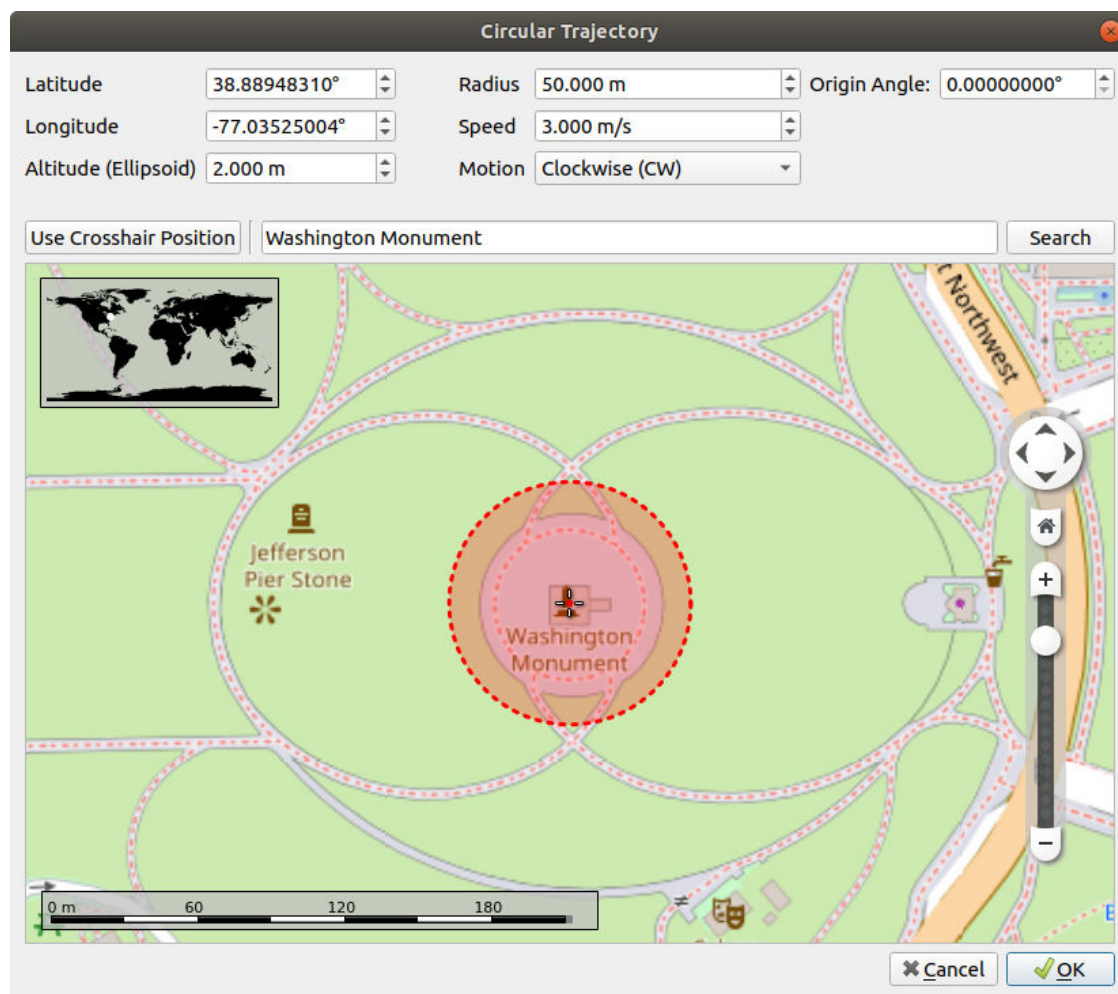 Circular Trajectory
Latitude 38.88948310° Radius 50.000 m Origin Angle: 0.00000000°
Longitude -77.03525004° Speed 3.000 m/s
Altitude (Ellipsoid) 2.000 m Motion Clockwise (CW)
Use Crosshair Position Washington Monument Search
Northwest
Jefferson
Pier Stone
Washington
Monument
0 m 60 120 180
Cancel OK